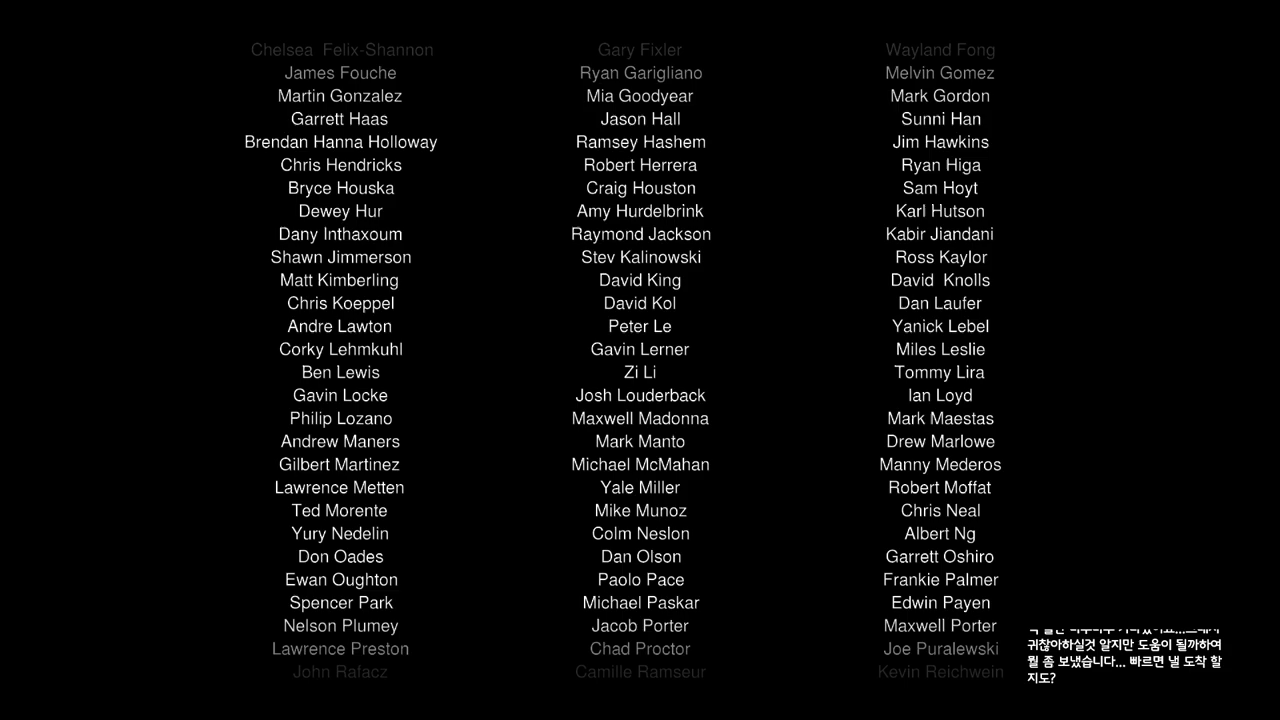 Chelsea  Felix-Shannon Gary Fixler Wayland Fong
James Fouche Ryan Garigliano Melvin Gomez
Martin Gonzalez Mia Goodyear Mark Gordon
Garrett Haas Jason Hall Sunni Han
Brendan Hanna Holloway Ramsey Hashem Jim Hawkins
Chris Hendricks Robert Herrera Ryan Higa
Bryce Houska Craig Houston Sam Hoyt
Dewey Hur Amy Hurdelbrink Karl Hutson
Dany Inthaxoum Raymond Jackson Kabir Jiandani
Shawn Jimmerson Stev Kalinowski Ross Kaylor
Matt Kimberling David King David  Knolls
Chris Koeppel David Kol Dan Laufer
Andre Lawton Peter Le Yanick Lebel
Corky Lehmkuhl Gavin Lerner Miles Leslie
Ben Lewis Zi Li Tommy Lira
Gavin Locke Josh Louderback Ian Loyd
Philip Lozano Maxwell Madonna Mark Maestas
Andrew Maners Mark Manto Drew Marlowe
Gilbert Martinez Michael McMahan Manny Mederos
Lawrence Metten Yale Miller Robert Moffat
Ted Morente Mike Munoz Chris Neal
Yury Nedelin Colm Neslon Albert Ng
Don Oades Dan Olson Garrett Oshiro
Ewan Oughton Paolo Pace Frankie Palmer
Spencer Park Michael Paskar Edwin Payen
Nelson Plumey Jacob Porter Maxwell Porter
Lawrence Preston Chad Proctor Joe Puralewski
John Rafacz Camille Ramseur Kevin Reichwein
귀찮아하실것 알지만 도움이 될까하여
뭘 좀 보냈습니다... 빠르면 낼 도착 할
지도?